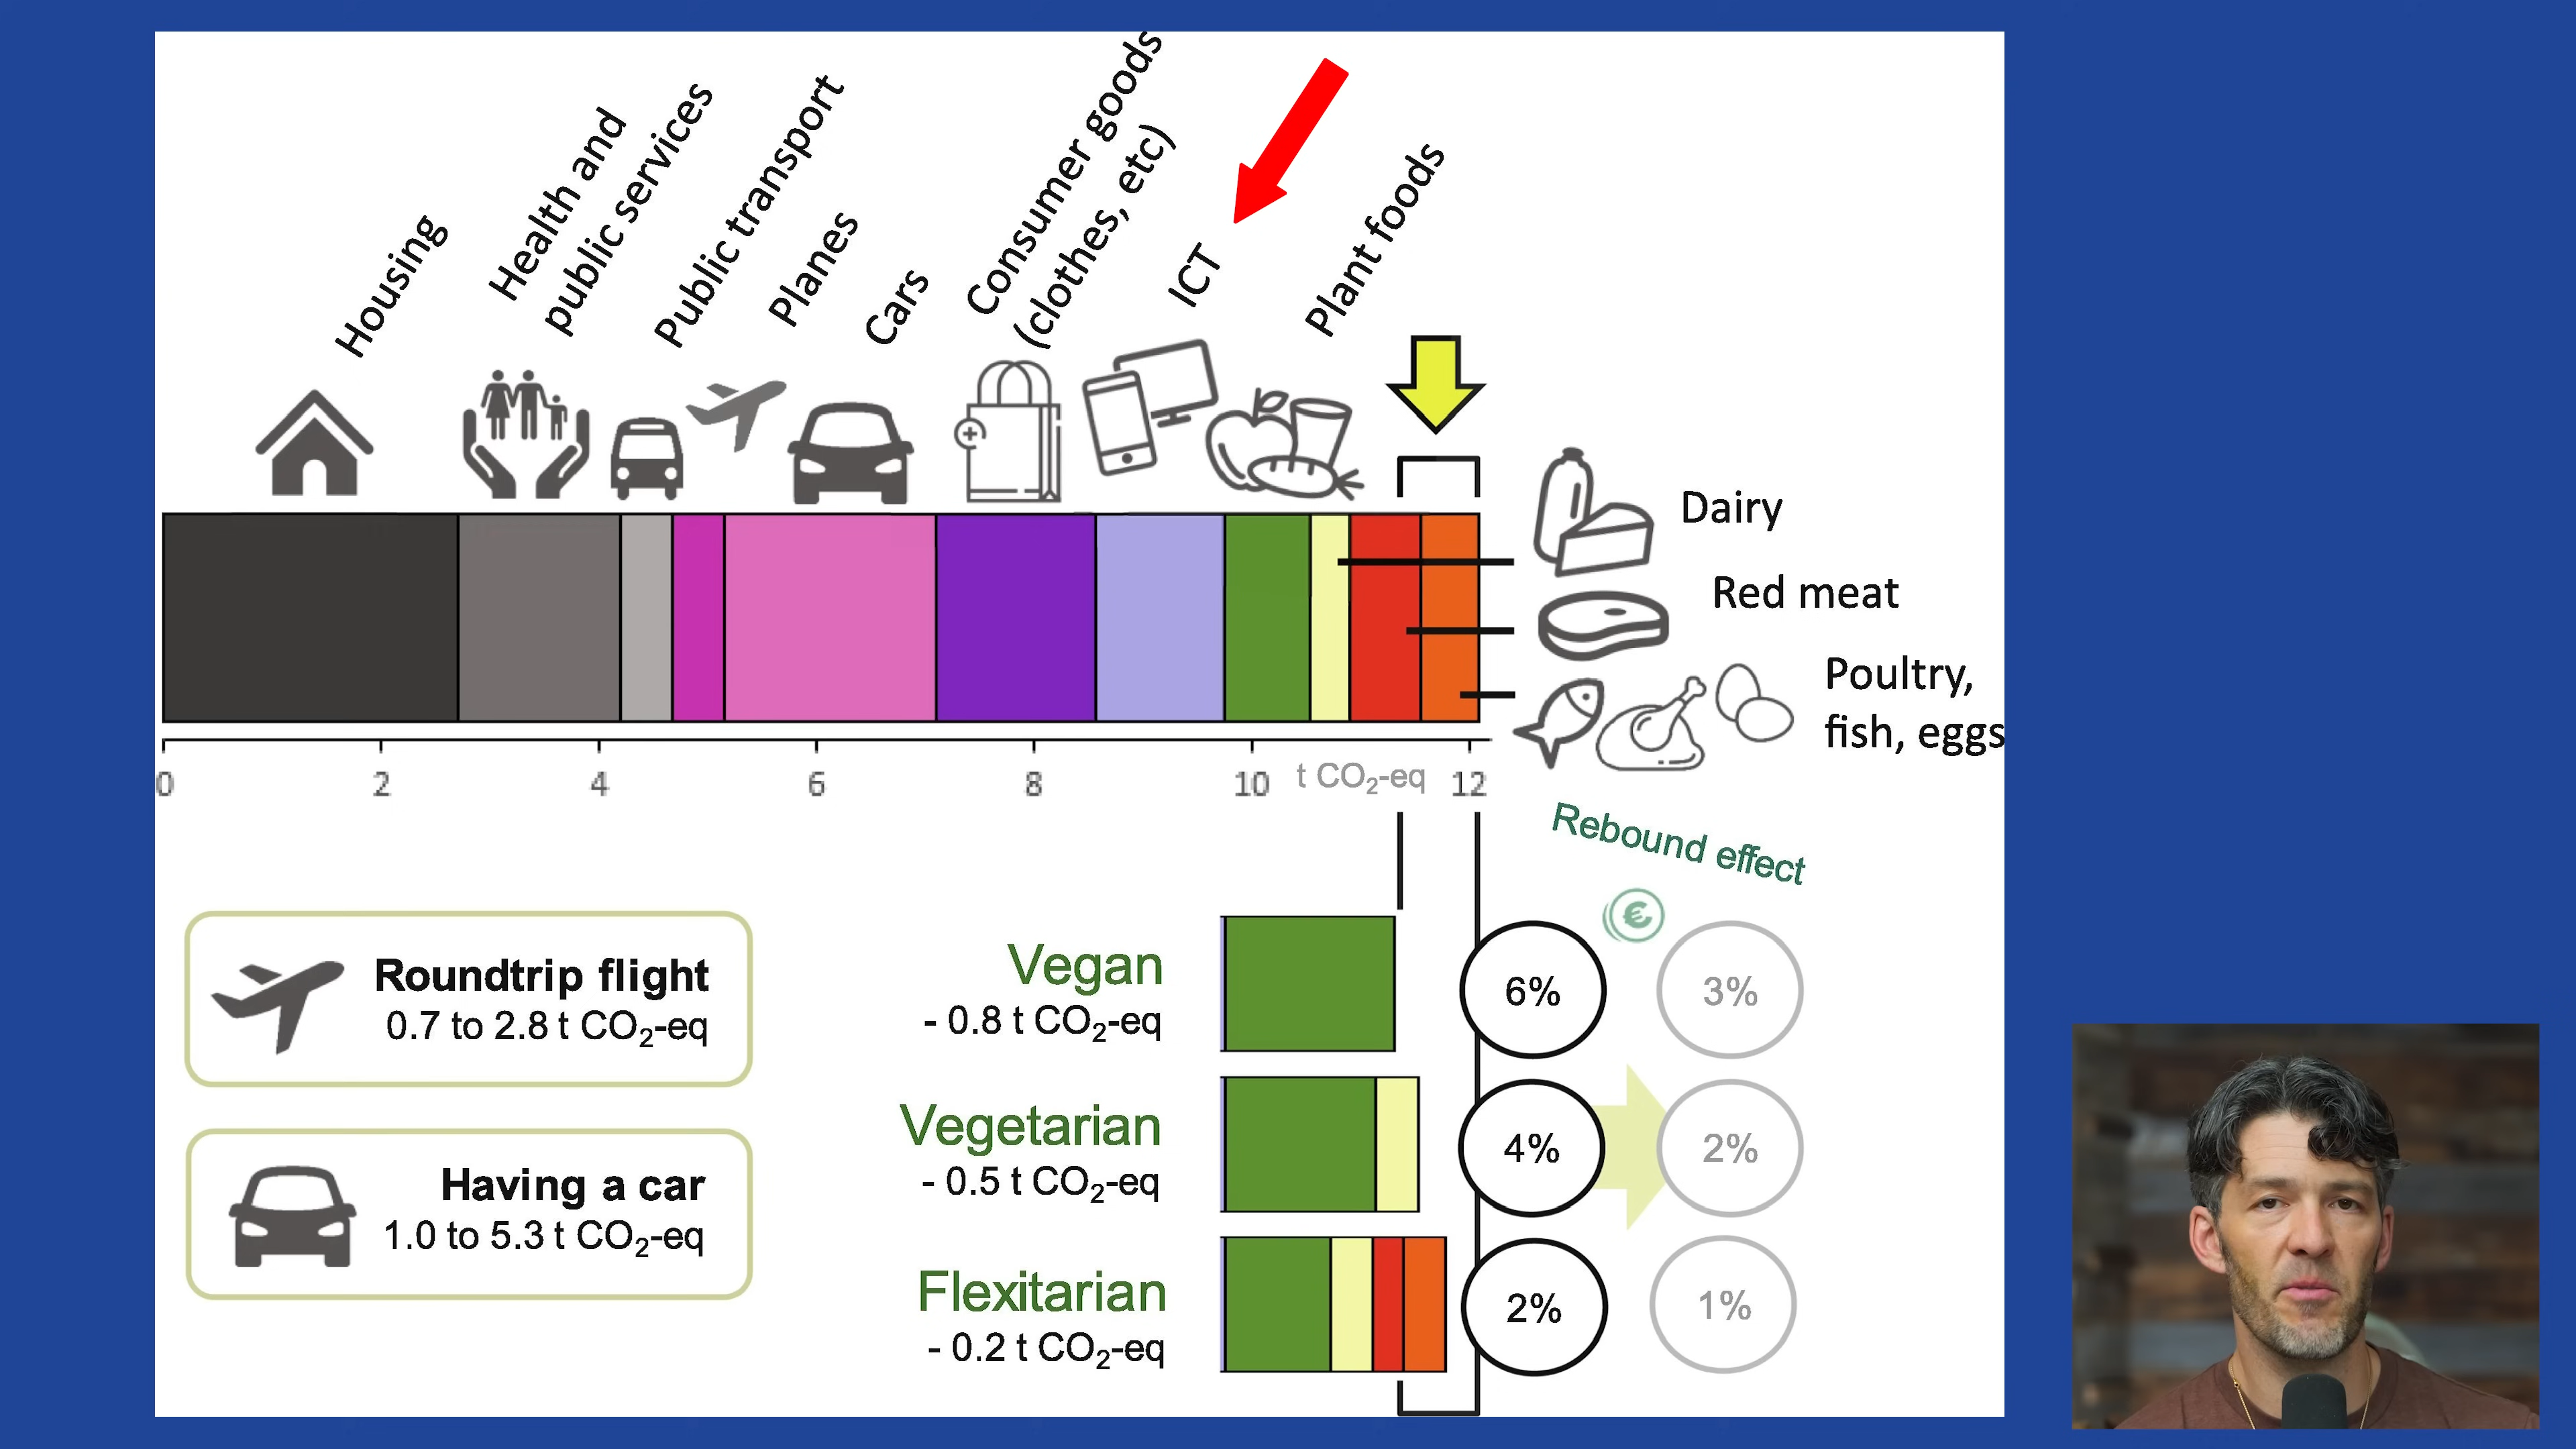 Housing
Health and
public services
Public transport
Planes
Cars
Consumer goods
(clothes, etc)
ICT
Plant foods
Dairy
Red meat
Poultry,
fish, eggs
0 2 4 6 8 10 t CO₂-eq 12
Rebound effect
€
Roundtrip flight
0.7 to 2.8 t CO₂-eq
Having a car
1.0 to 5.3 t CO₂-eq
Vegan
- 0.8 t CO₂-eq
6% 3%
Vegetarian
- 0.5 t CO₂-eq
4% 2%
Flexitarian
- 0.2 t CO₂-eq
2% 1%